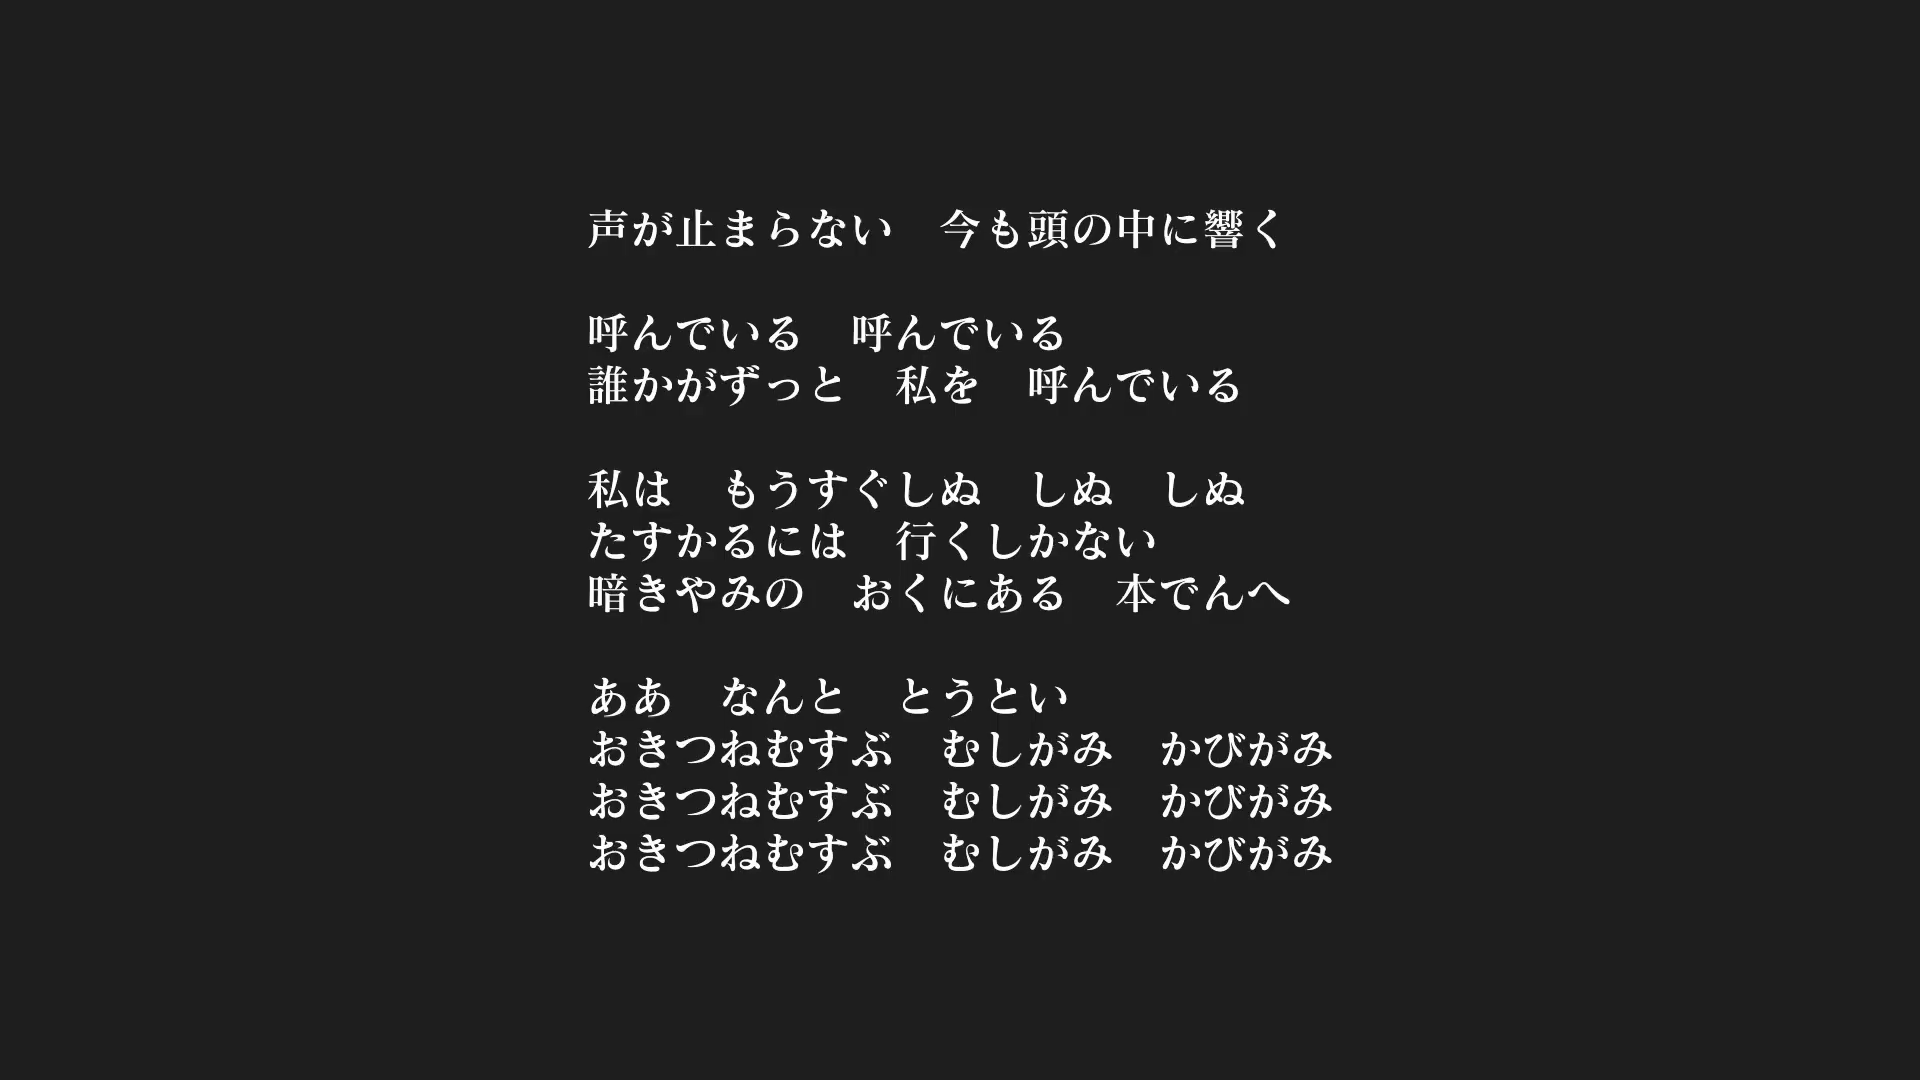 声が止まらない　今も頭の中に響く
呼んでいる　呼んでいる
誰かがずっと　私を　呼んでいる
私は　もうすぐしぬ　しぬ　しぬ
たすかるには　行くしかない
暗きやみの　おくにある　本でんへ
ああ　なんと　とうとい
おきつねむすぶ　むしがみ　かびがみ
おきつねむすぶ　むしがみ　かびがみ
おきつねむすぶ　むしがみ　かびがみ